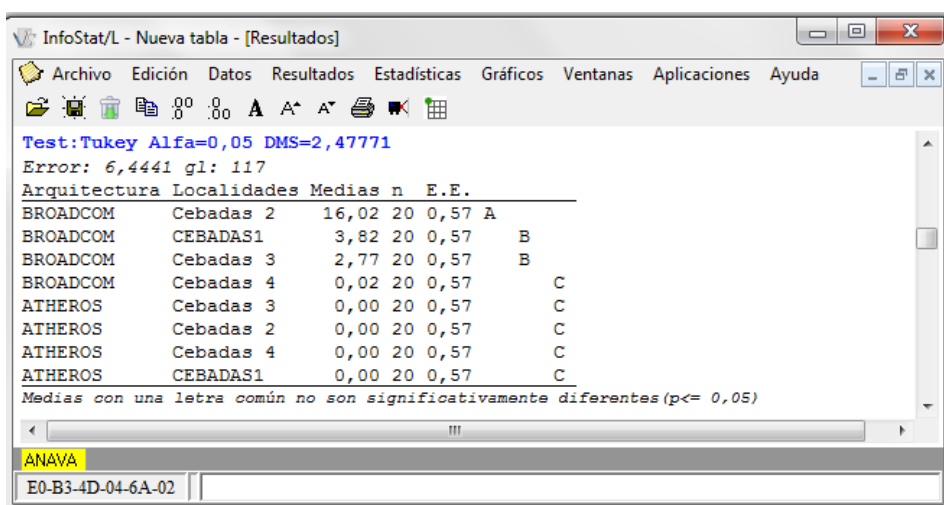 InfoStat/L - Nueva tabla - [Resultados]
Archivo Edición Datos Resultados Estadísticas Gráficos Ventanas Aplicaciones Ayuda
Test:Tukey Alfa=0,05 DMS=2,47771
Error: 6,4441 gl: 117
Arquitectura Localidades Medias n E.E.
BROADCOM Cebadas 2 16,02 20 0,57 A
BROADCOM CEBADAS1 3,82 20 0,57 B
BROADCOM Cebadas 3 2,77 20 0,57 B
BROADCOM Cebadas 4 0,02 20 0,57 C
ATHEROS Cebadas 3 0,00 20 0,57 C
ATHEROS Cebadas 2 0,00 20 0,57 C
ATHEROS Cebadas 4 0,00 20 0,57 C
ATHEROS CEBADAS1 0,00 20 0,57 C
Medias con una letra común no son significativamente diferentes(p<= 0,05)
ANAVA
E0-B3-4D-04-6A-02